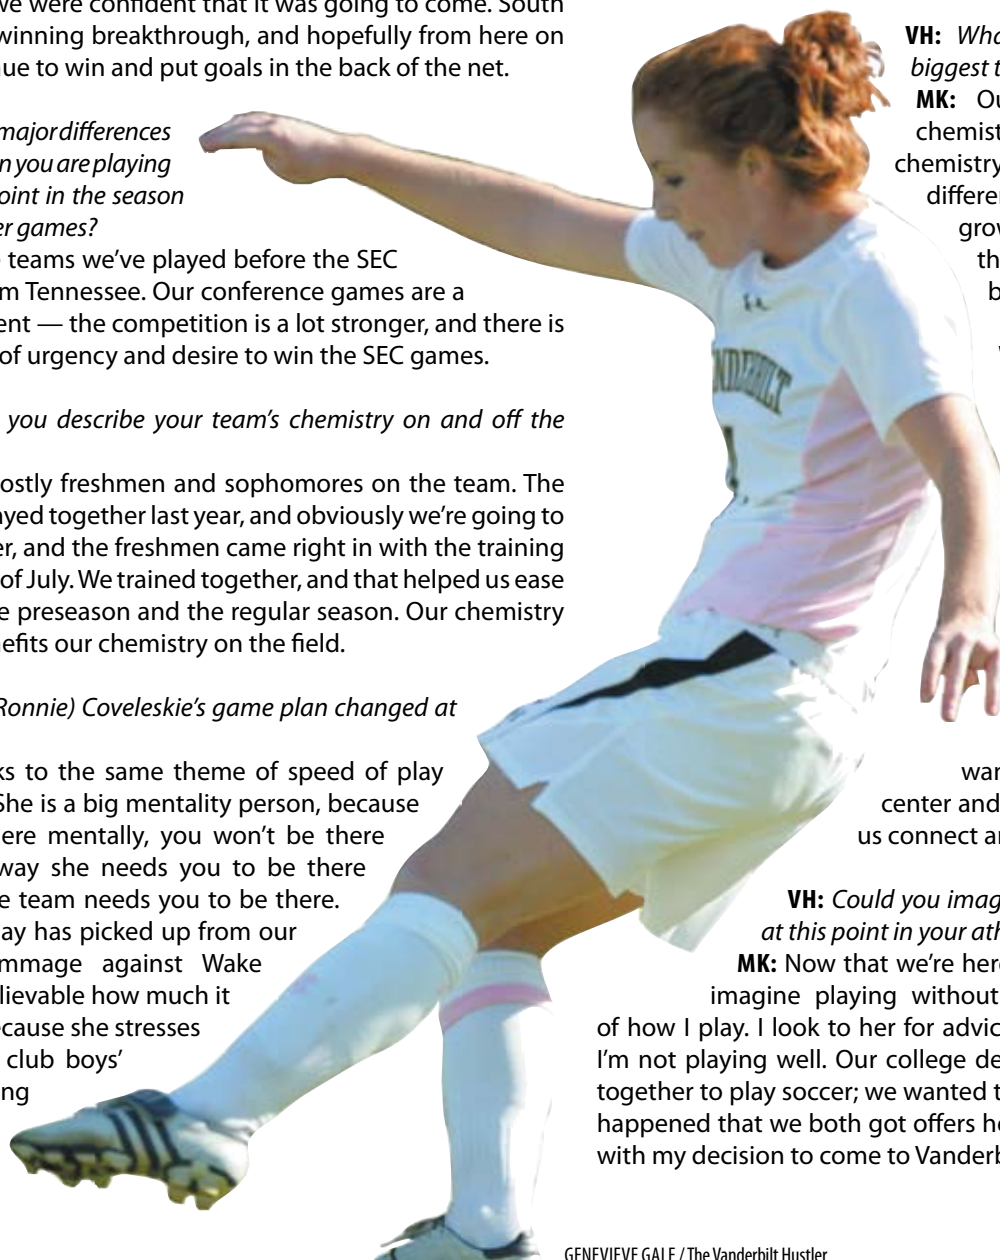 we were confident that it was going to come. South
winning breakthrough, and hopefully from here on
nue to win and put goals in the back of the net.
major differences
n you are playing
oint in the season
er games?
teams we've played before the SEC
m Tennessee. Our conference games are a
ent — the competition is a lot stronger, and there is
of urgency and desire to win the SEC games.
you describe your team's chemistry on and off the
ostly freshmen and sophomores on the team. The
ayed together last year, and obviously we're going to
er, and the freshmen came right in with the training
of July. We trained together, and that helped us ease
e preseason and the regular season. Our chemistry
nefits our chemistry on the field.
Ronnie) Coveleskie's game plan changed at
ks to the same theme of speed of play
She is a big mentality person, because
ere mentally, you won't be there
way she needs you to be there
e team needs you to be there.
ay has picked up from our
mmage against Wake
lievable how much it
ecause she stresses
club boys'
ng
NDERBILT
VH: Wha
biggest t
MK: Ou
chemist
chemistry
differen
grow
th
b
wan
center and
us connect an
VH: Could you imag
at this point in your ath
MK: Now that we're here
imagine playing without
of how I play. I look to her for advic
I'm not playing well. Our college de
together to play soccer; we wanted t
happened that we both got offers he
with my decision to come to Vanderb
GENEVIEVE GALE / The Vanderbilt Hustler